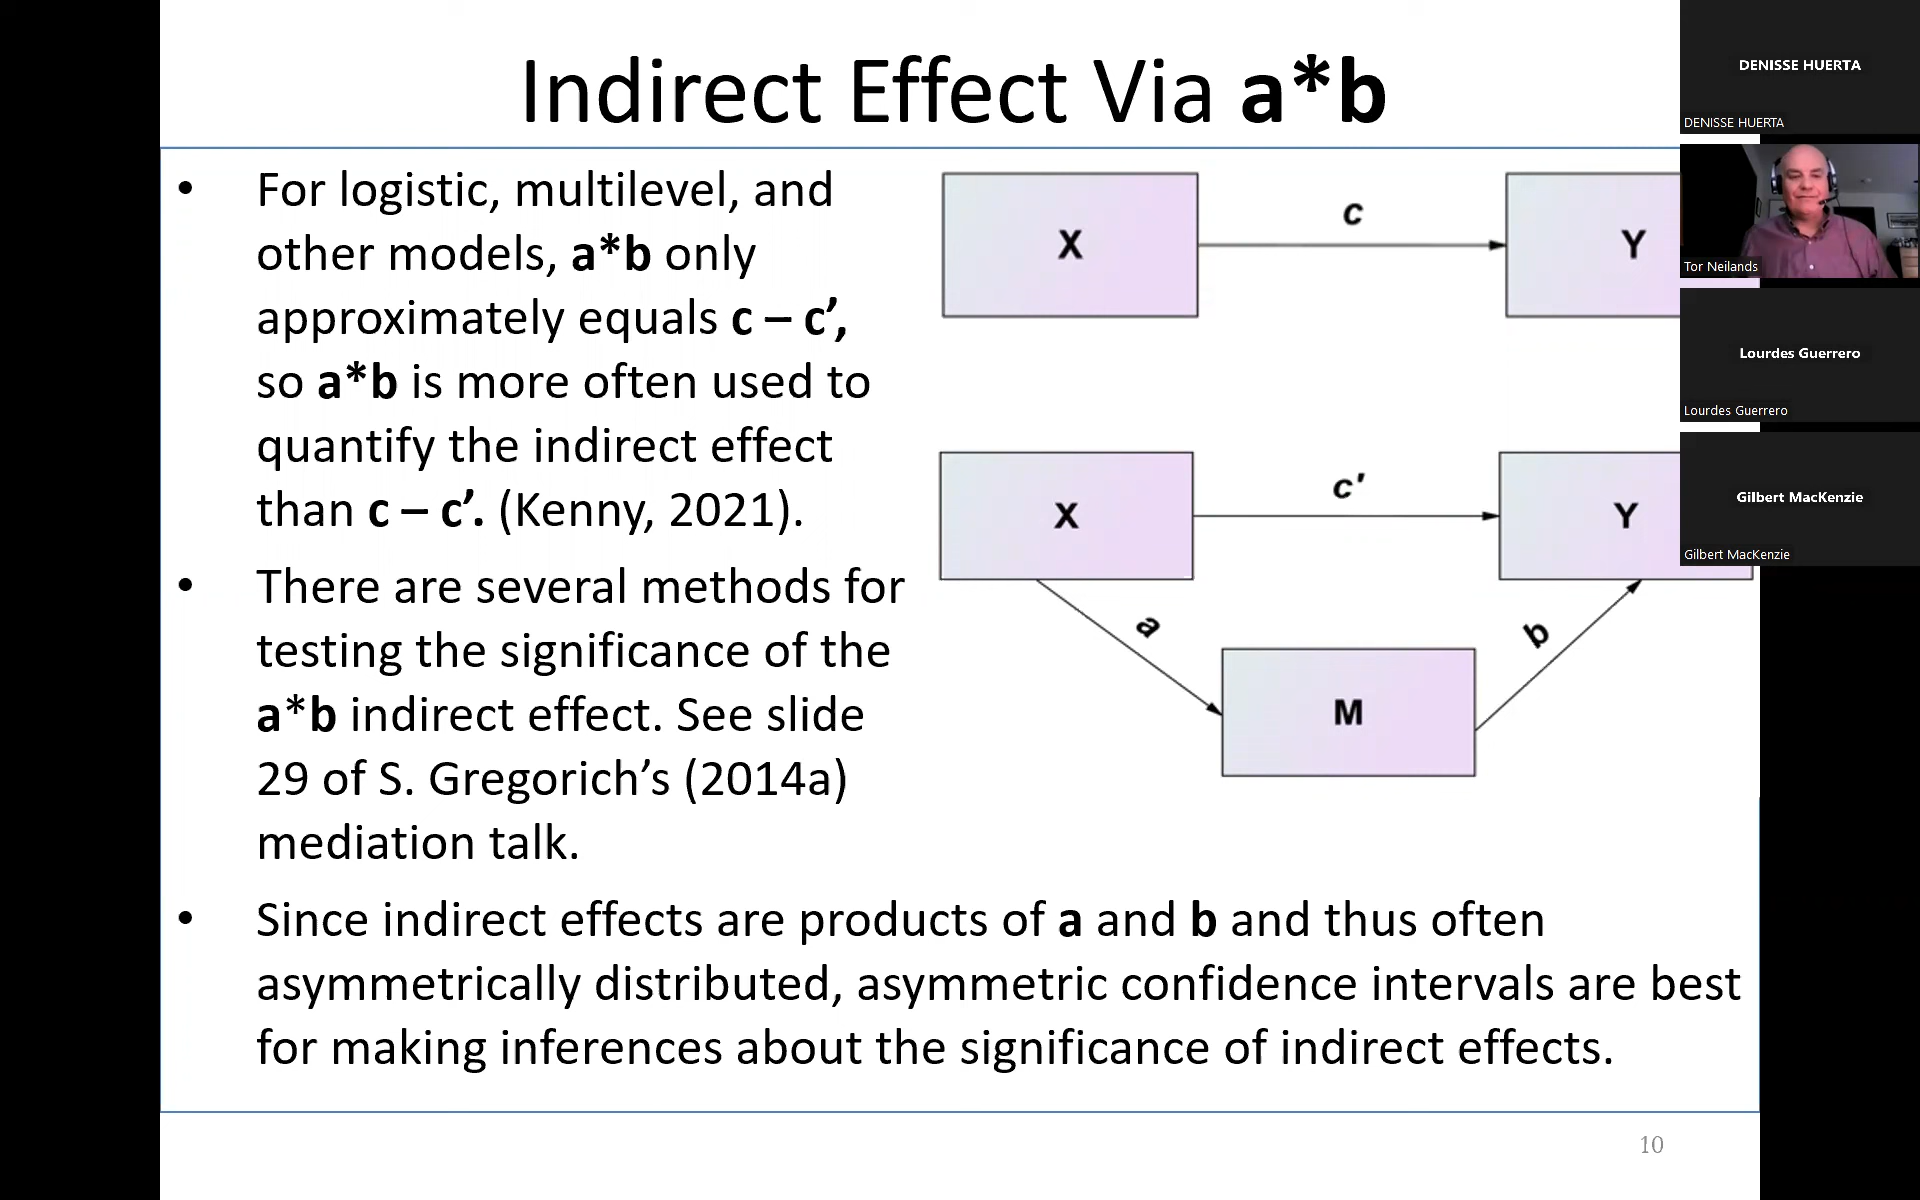 Indirect Effect Via a*b
• For logistic, multilevel, and
other models, a*b only
approximately equals c – c’,
so a*b is more often used to
quantify the indirect effect
than c – c’. (Kenny, 2021).
• There are several methods for
testing the significance of the
a*b indirect effect. See slide
29 of S. Gregorich’s (2014a)
mediation talk.
• Since indirect effects are products of a and b and thus often
asymmetrically distributed, asymmetric confidence intervals are best
for making inferences about the significance of indirect effects.
X
c
Y
X
c'
Y
a
b
M
10
DENISSE HUERTA
DENISSE HUERTA
Tor Neilands
Lourdes Guerrero
Lourdes Guerrero
Gilbert MacKenzie
Gilbert MacKenzie